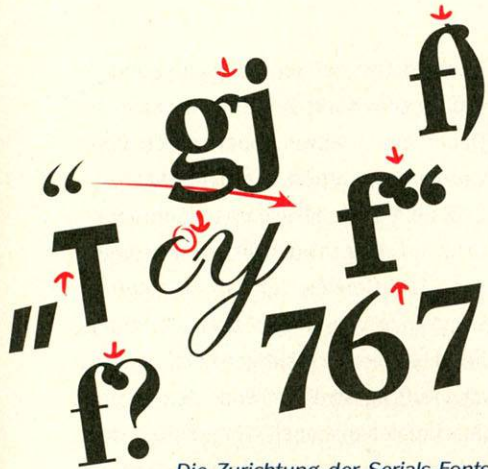 f)
gj
“
f“
T
cy
"
767
f?
Die Zurichtung der Serials Fonts